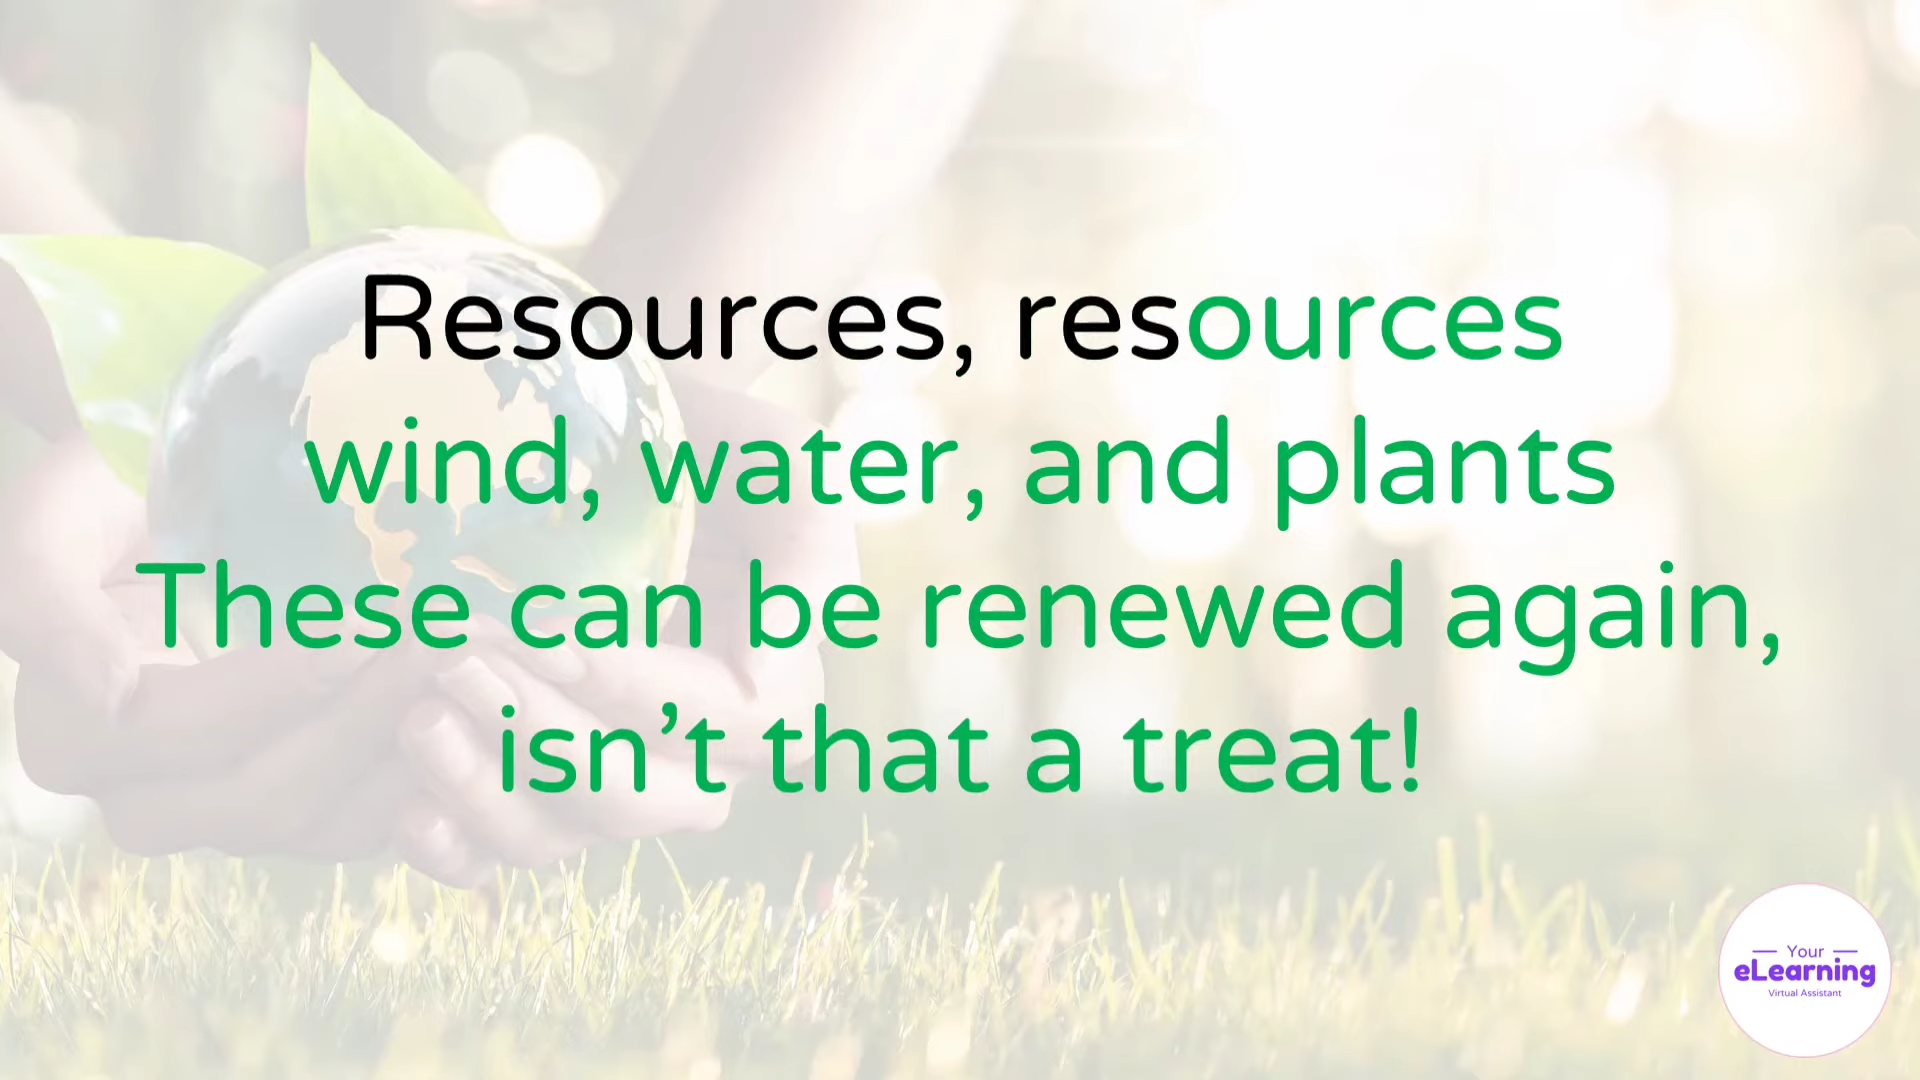 Resources, resources
wind, water, and plants
These can be renewed again,
isn’t that a treat!
Your
eLearning
Virtual Assistant